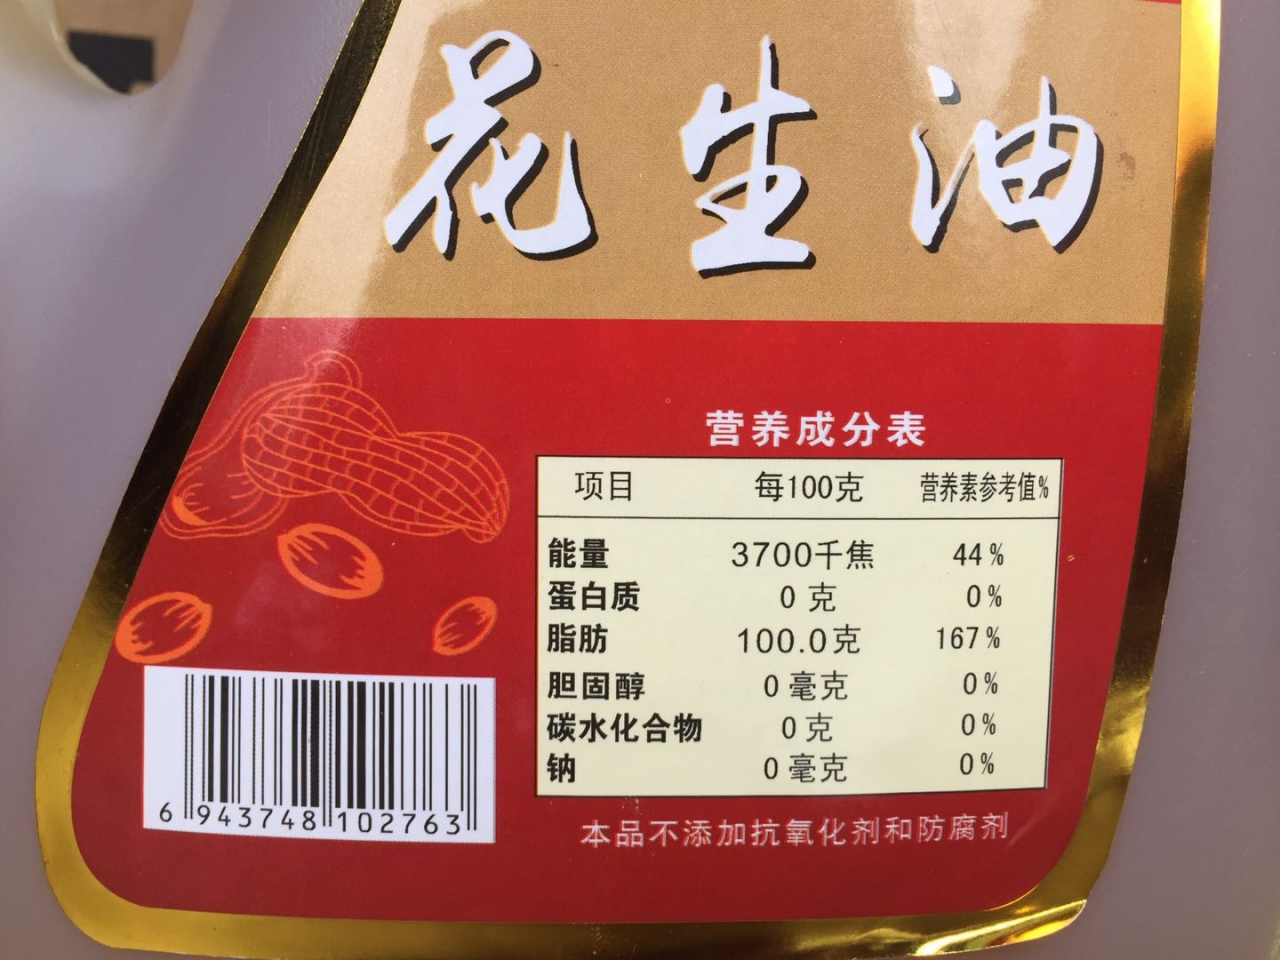 花生油
营养成分表
项目 每100克 营养素参考值%
能量 3700千焦 44%
蛋白质 0克 0%
脂肪 100.0克 167%
胆固醇 0毫克 0%
碳水化合物 0克 0%
钠 0毫克 0%
本品不添加抗氧化剂和防腐剂
6 943748 102763